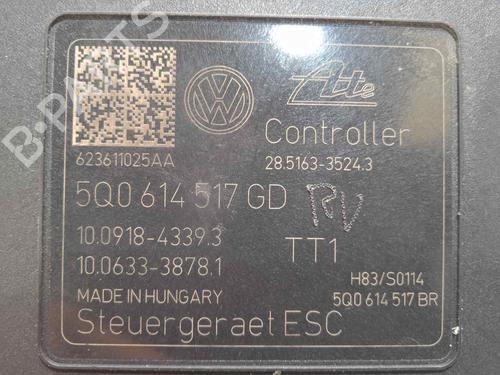 B-PARTS
VW
Ate
Controller
623611025AA
28.5163-3524.3
5Q0 614 517 GD
RV
10.0918-4339.3
TT1
10.0633-3878.1
H83/S0114
MADE IN HUNGARY
5Q0 614 517 BR
Steuergeraet ESC